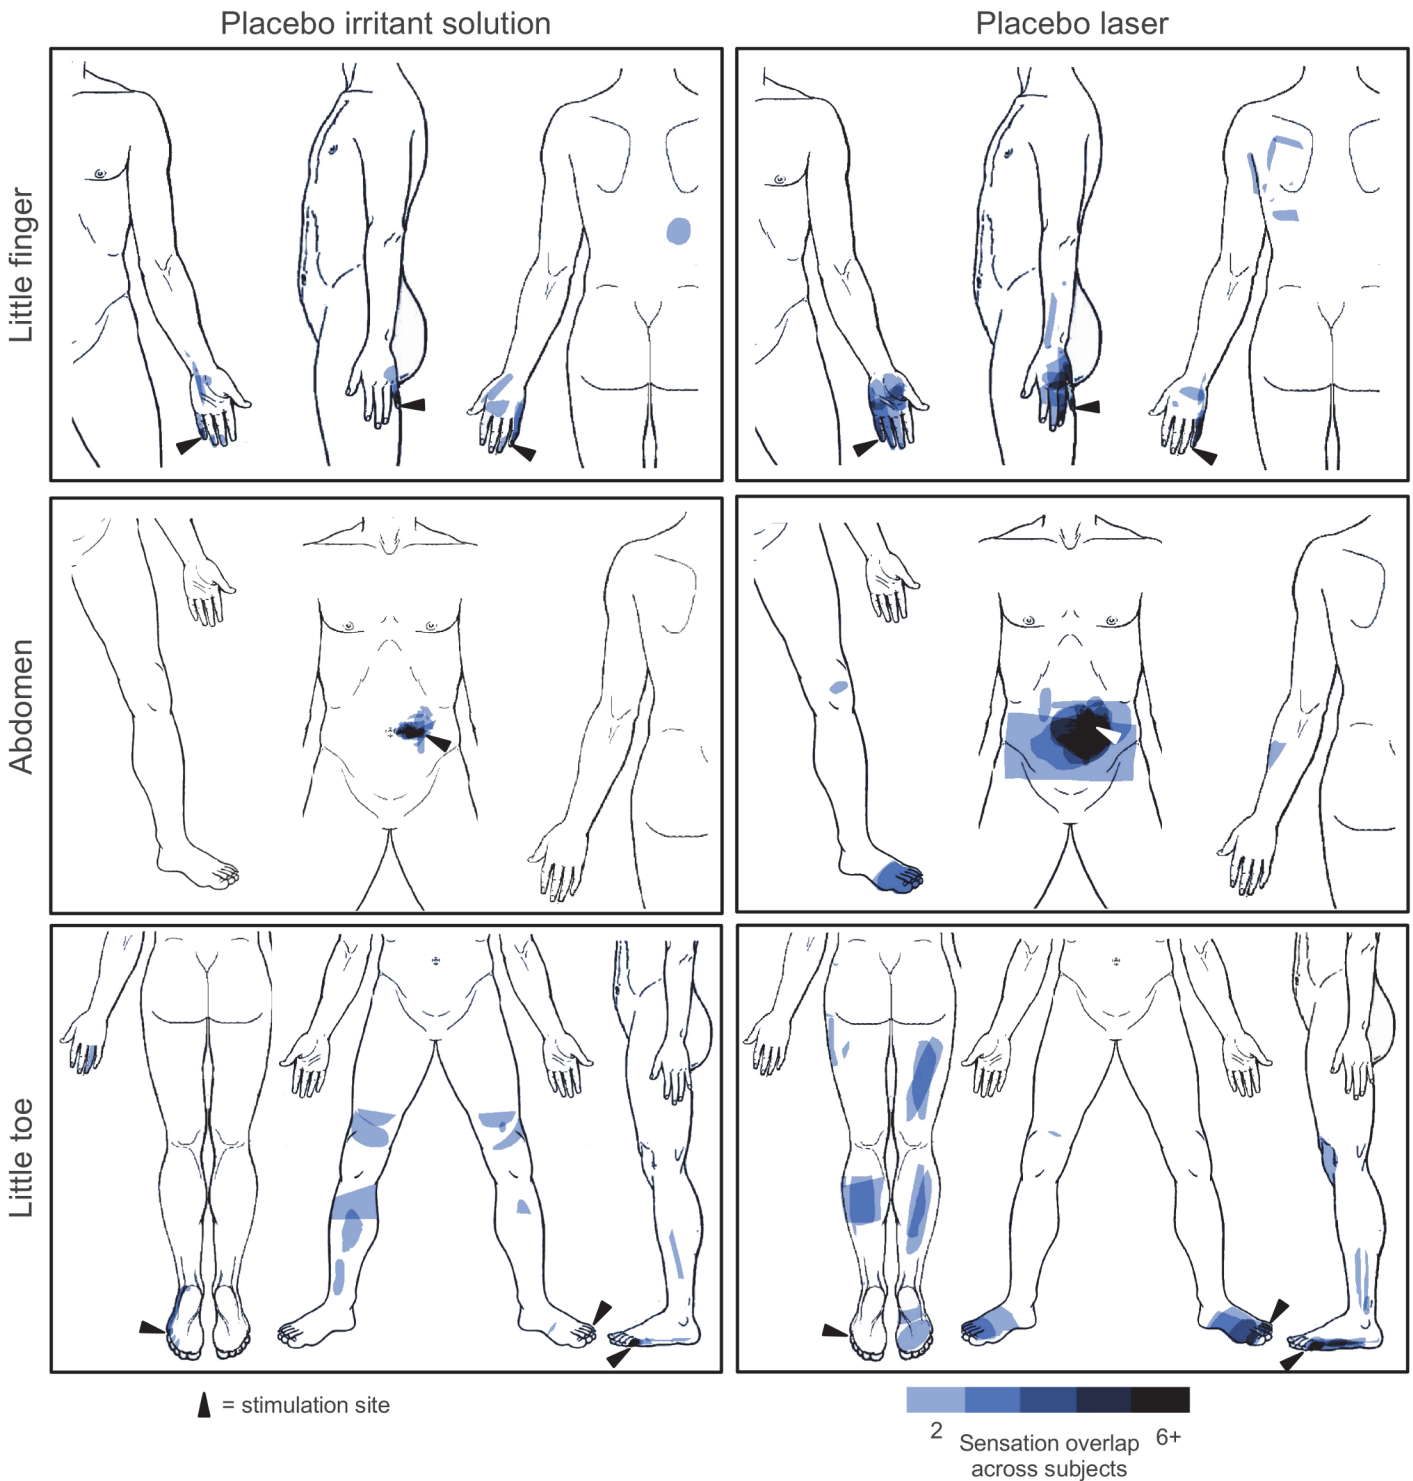 Placebo irritant solution
Placebo laser
Little finger
Abdomen
Little toe
= stimulation site
2
6+
Sensation overlap
across subjects